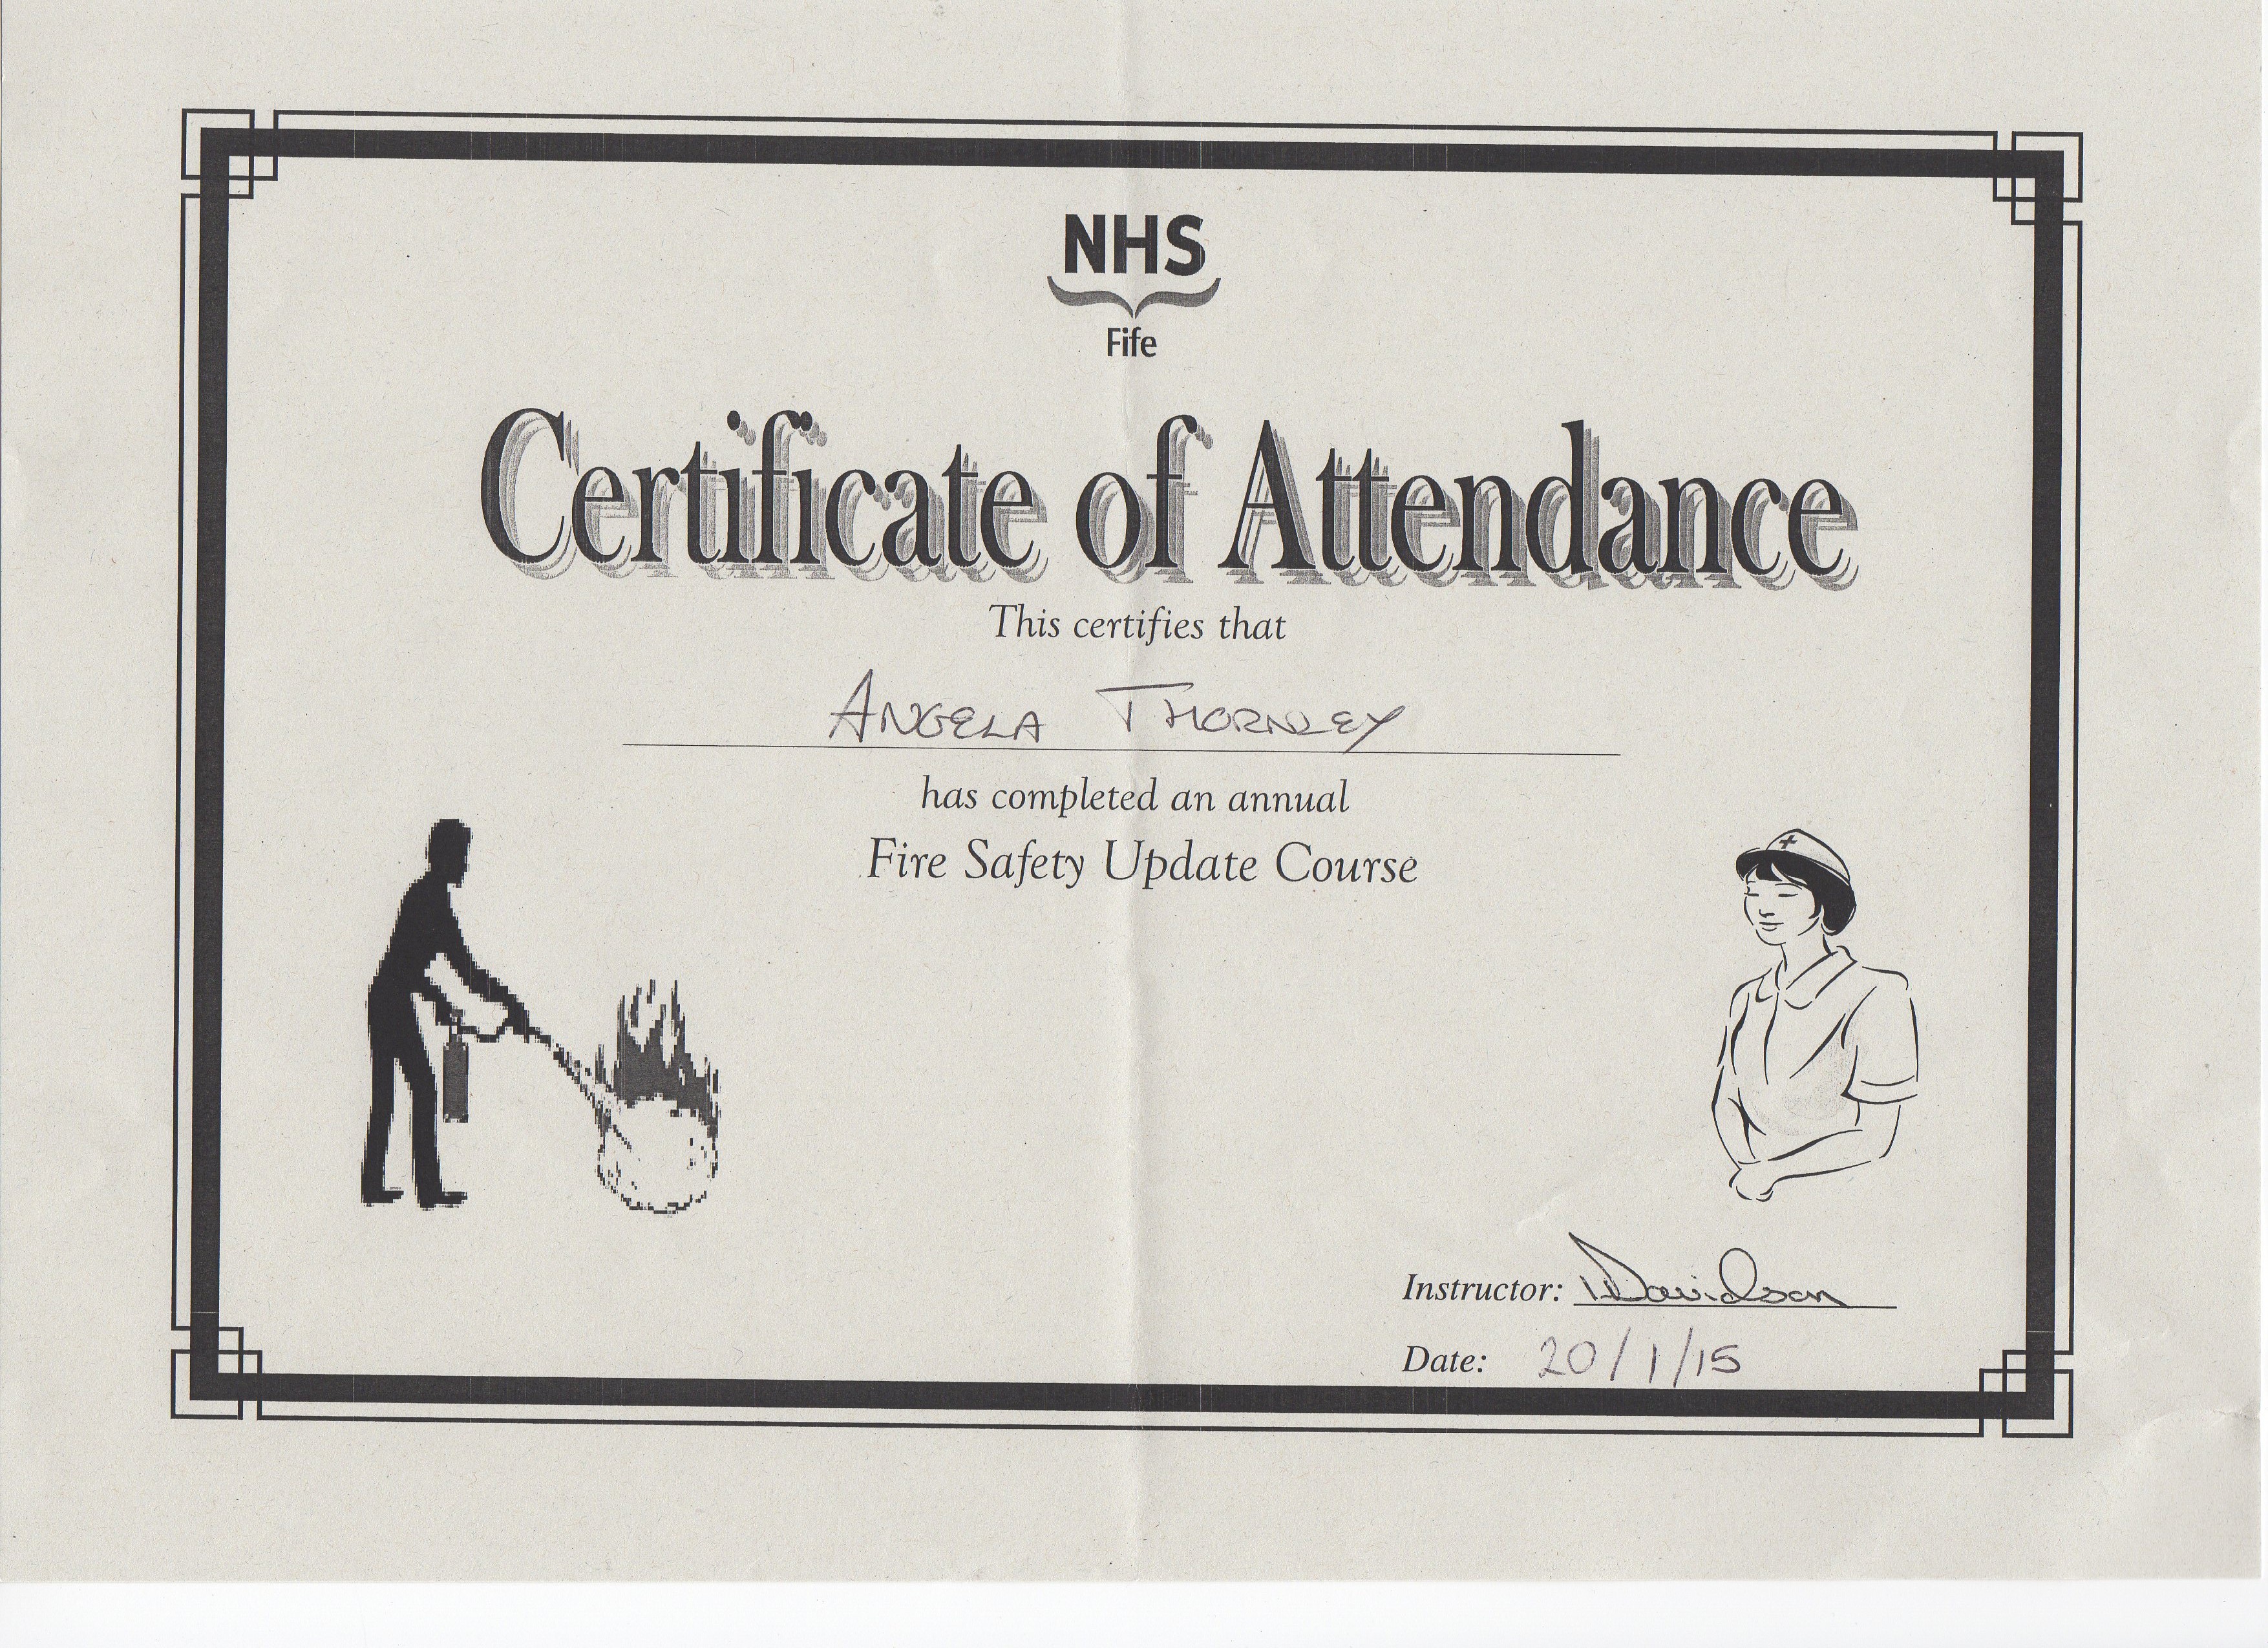 NHS
Fife
Certificate of Attendance
This certifies that
ANGELA THORNLEY
has completed an annual
Fire Safety Update Course
Instructor: Davidson
Date: 20/1/15